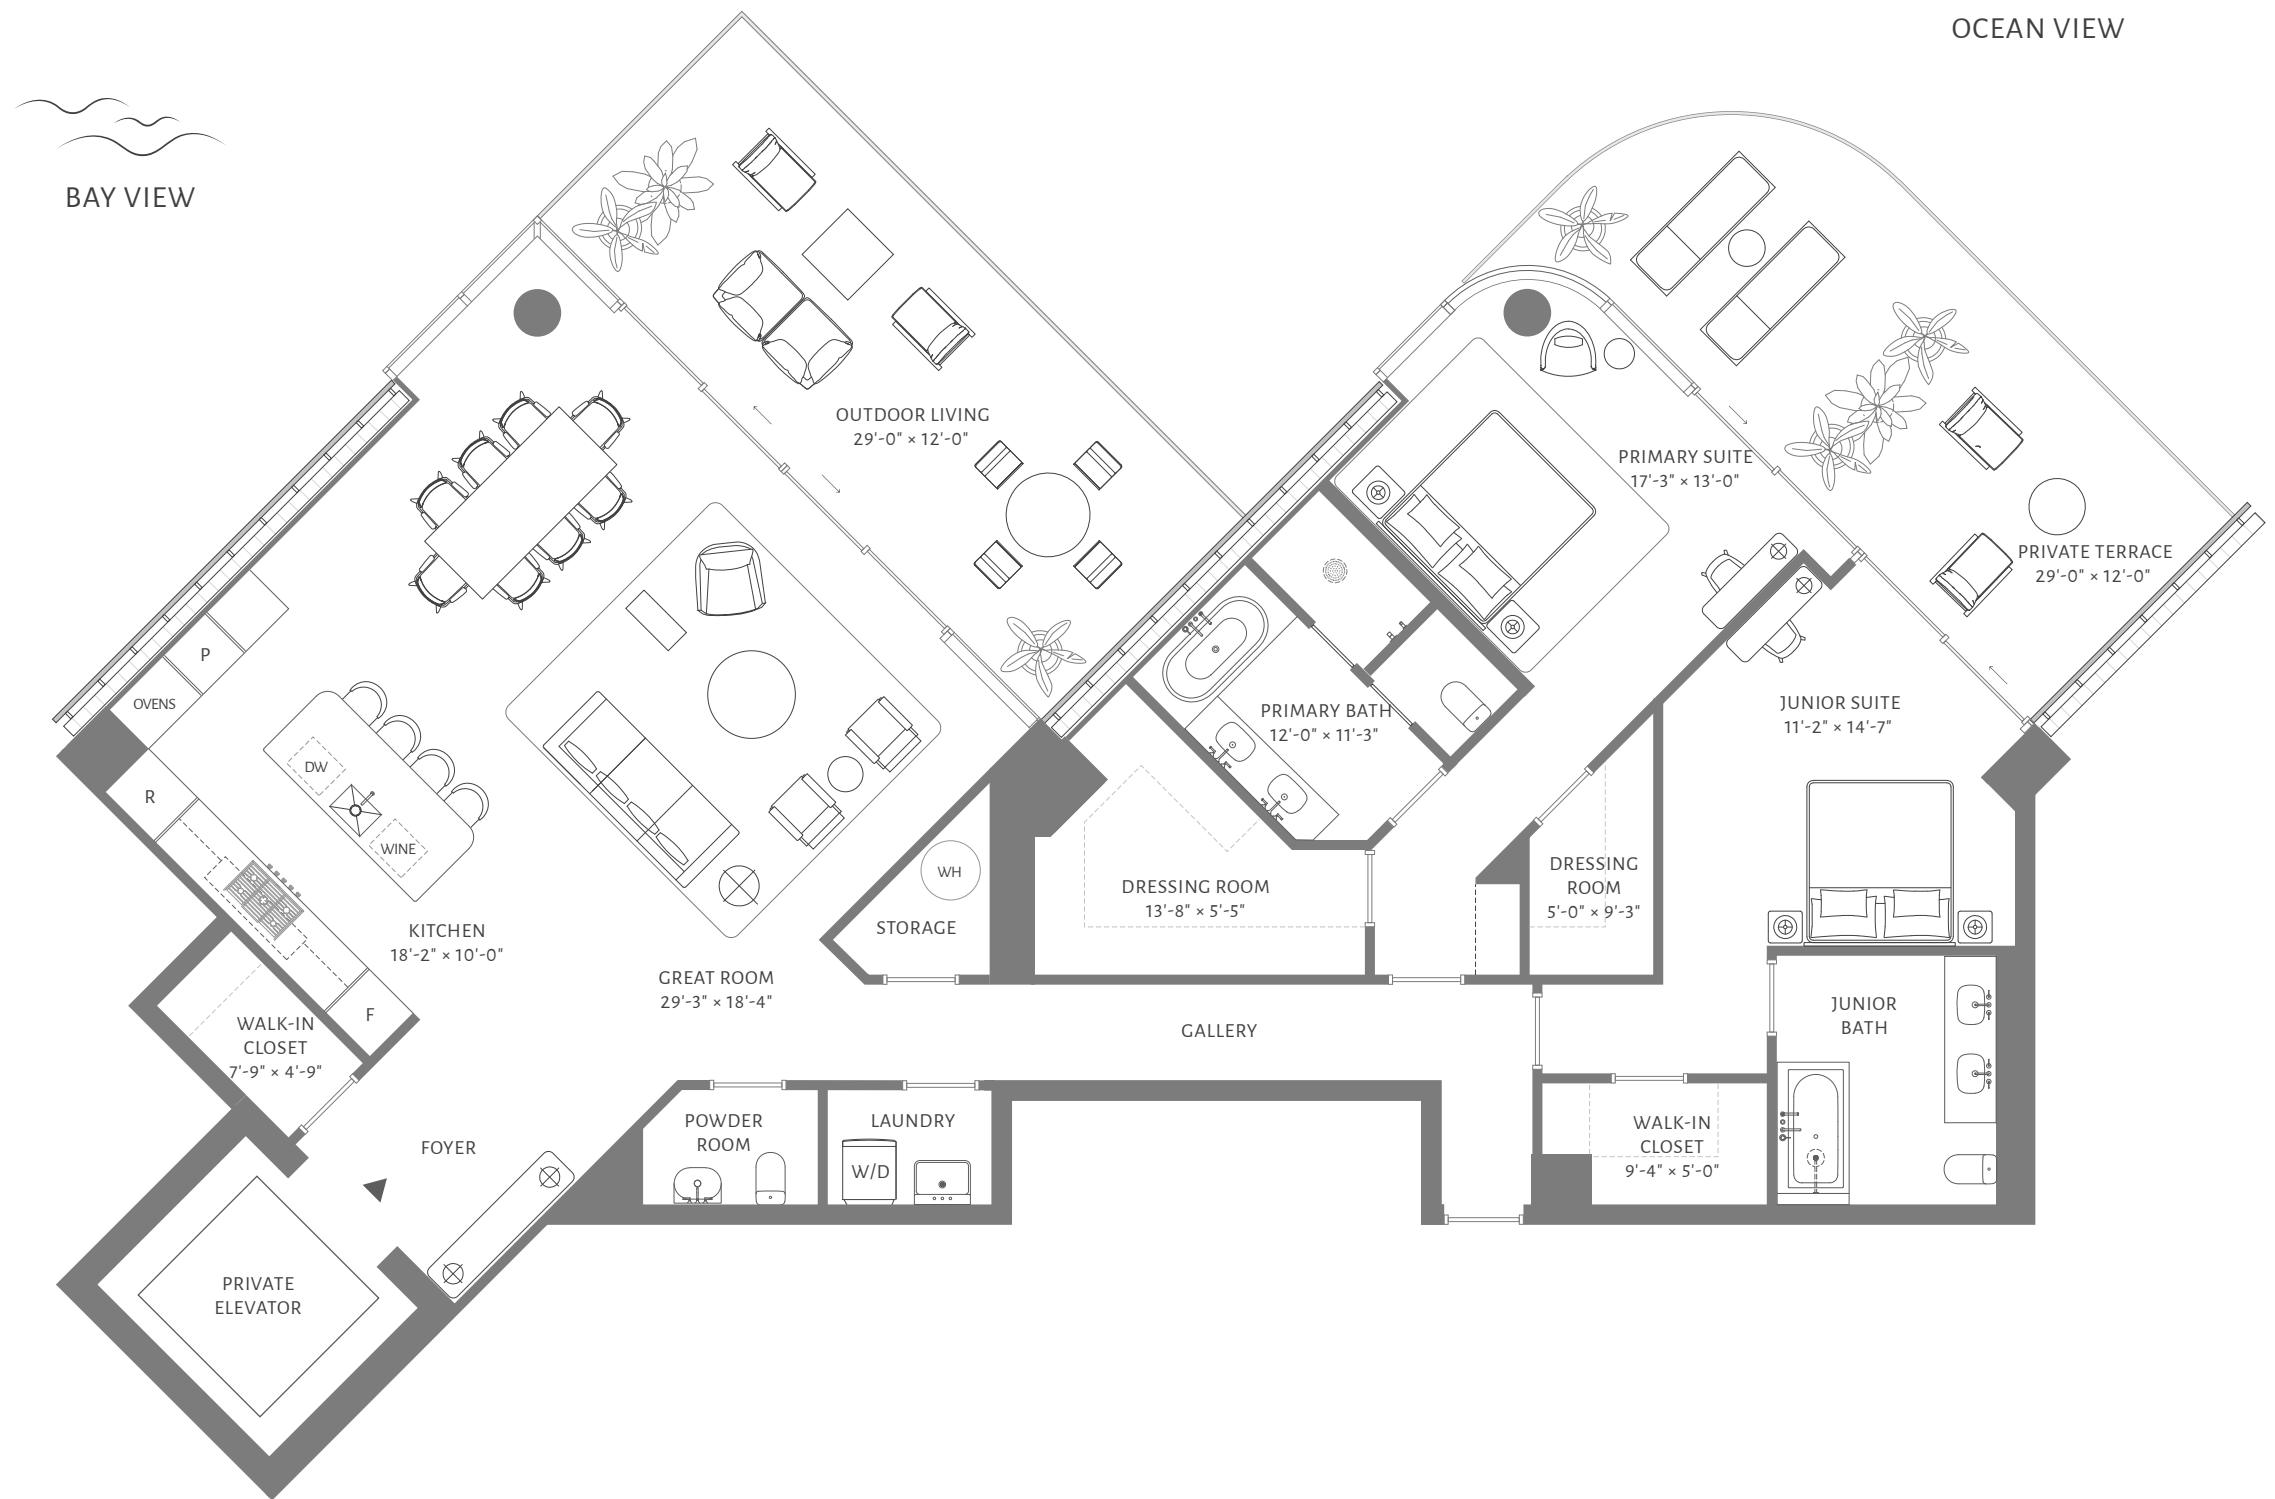 OCEAN VIEW
BAY VIEW
OUTDOOR LIVING
29'-0" × 12'-0"
PRIMARY SUITE
17'-3" × 13'-0"
PRIVATE TERRACE
29'-0" × 12'-0"
P
OVENS
JUNIOR SUITE
11'-2" × 14'-7"
PRIMARY BATH
12'-0" × 11'-3"
DW
R
WINE
WH
DRESSING ROOM
13'-8" × 5'-5"
DRESSING
ROOM
5'-0" × 9'-3"
STORAGE
KITCHEN
18'-2" × 10'-0"
GREAT ROOM
29'-3" × 18'-4"
F
WALK-IN
CLOSET
7'-9" × 4'-9"
GALLERY
JUNIOR
BATH
FOYER
POWDER
ROOM
LAUNDRY
W/D
WALK-IN
CLOSET
9'-4" × 5'-0"
PRIVATE
ELEVATOR